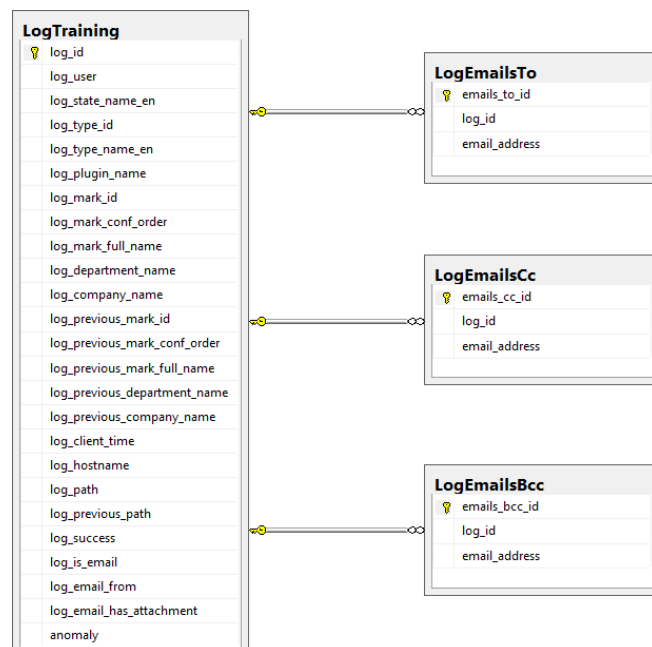 LogTraining
log_id
log_user
log_state_name_en
log_type_id
log_type_name_en
log_plugin_name
log_mark_id
log_mark_conf_order
log_mark_full_name
log_department_name
log_company_name
log_previous_mark_id
log_previous_mark_conf_order
log_previous_mark_full_name
log_previous_department_name
log_previous_company_name
log_client_time
log_hostname
log_path
log_previous_path
log_success
log_is_email
log_email_from
log_email_has_attachment
anomaly
LogEmailsTo
emails_to_id
log_id
email_address
LogEmailsCc
emails_cc_id
log_id
email_address
LogEmailsBcc
emails_bcc_id
log_id
email_address